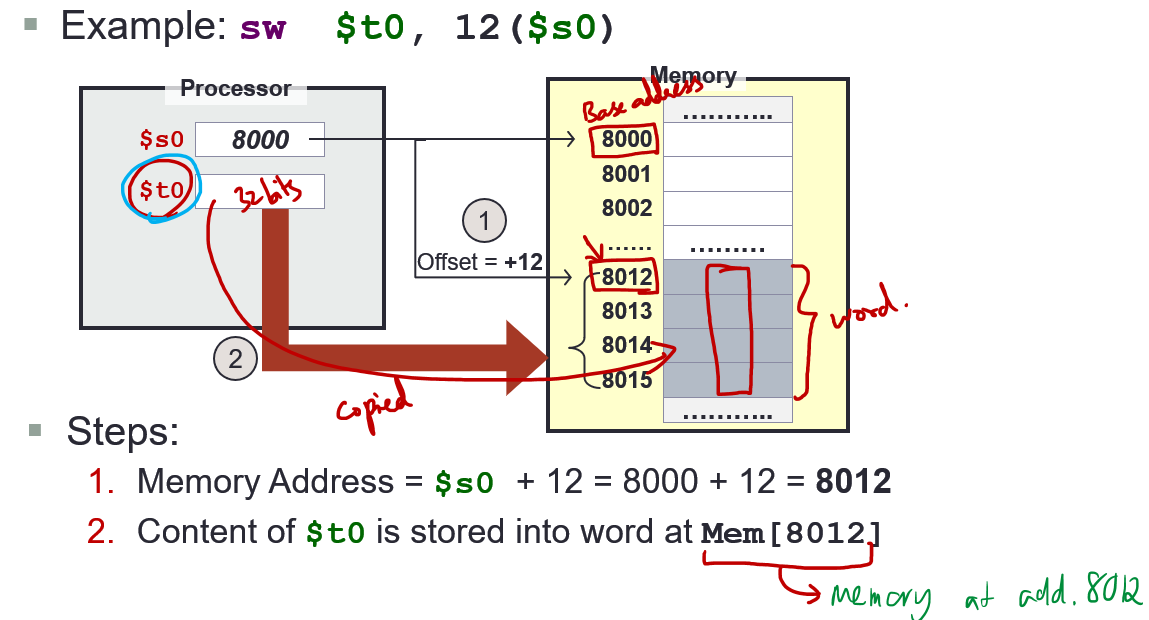 Example: sw $t0, 12($s0)
Processor
Memory
Base address
...........
$s0 8000
8000
8001
$t0 32 bits
8002
1
......
.........
Offset = +12
8012
8013
word.
8014
2
8015
Copied
...........
Steps:
1. Memory Address = $s0 + 12 = 8000 + 12 = 8012
2. Content of $t0 is stored into word at Mem[8012]
memory at add. 8012